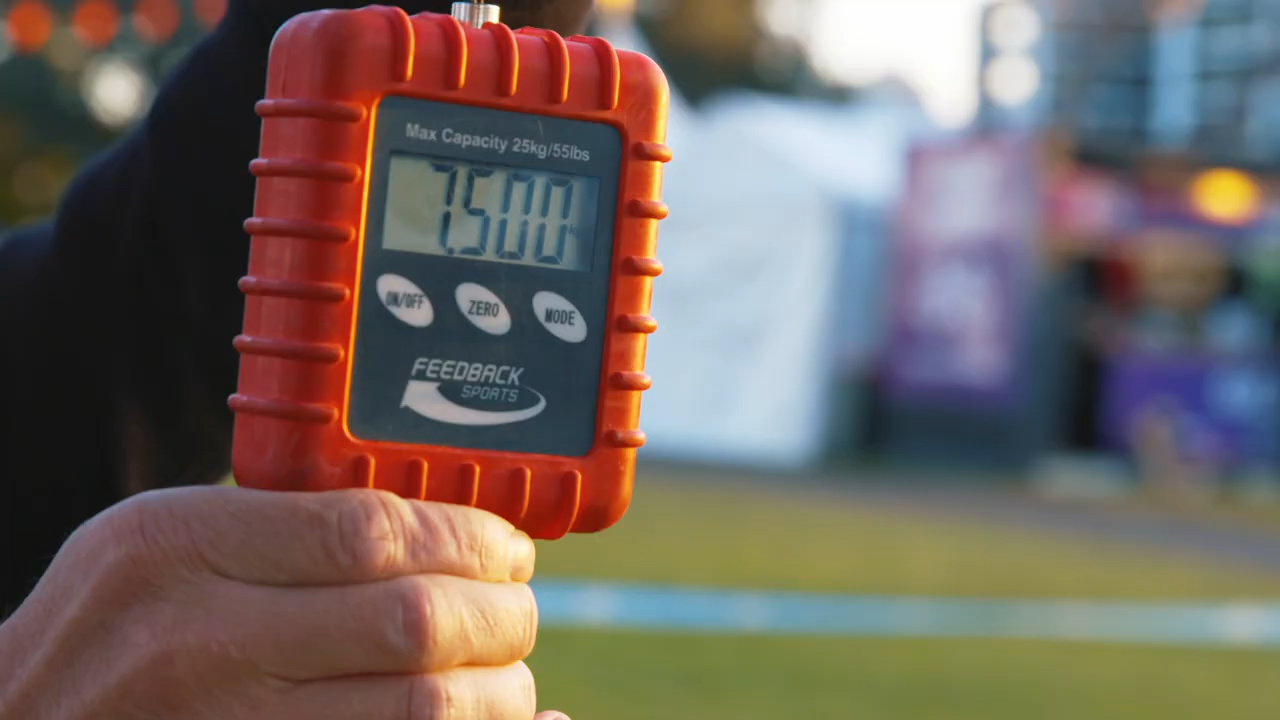 Max Capacity 25kg/55lbs
7.500
ON/OFF ZERO MODE
FEEDBACK
SPORTS